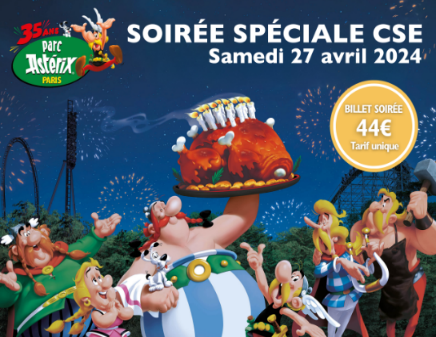 35 ANS
parc
Astérix
PARIS
SOIRÉE SPÉCIALE CSE
Samedi 27 avril 2024
BILLET SOIRÉE
44€
Tarif unique